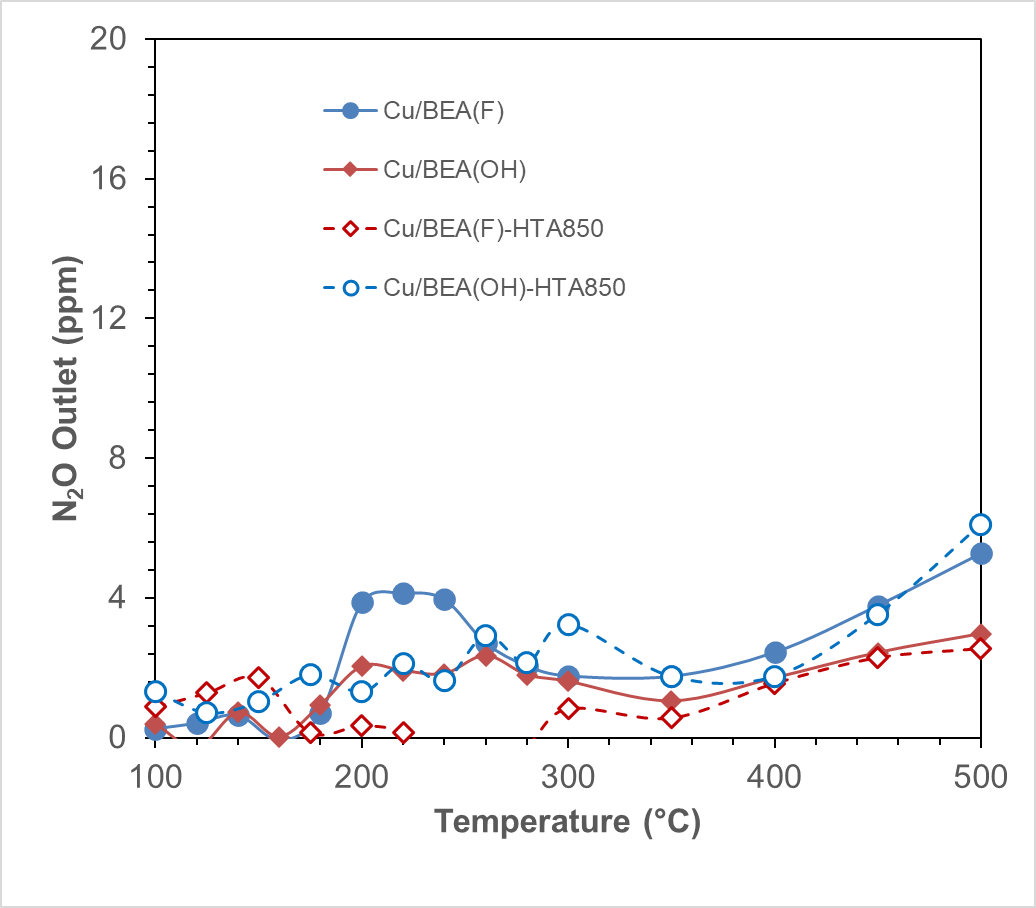 20
16
12
8
4
0
N₂O Outlet (ppm)
Cu/BEA(F)
Cu/BEA(OH)
Cu/BEA(F)-HTA850
Cu/BEA(OH)-HTA850
100 200 300 400 500
Temperature (°C)